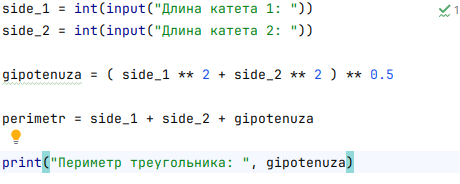 side_1 = int(input("Длина катета 1: "))
side_2 = int(input("Длина катета 2: "))
gipotenuza = ( side_1 ** 2 + side_2 ** 2 ) ** 0.5
perimetr = side_1 + side_2 + gipotenuza
print("Периметр треугольника: ", gipotenuza)
1